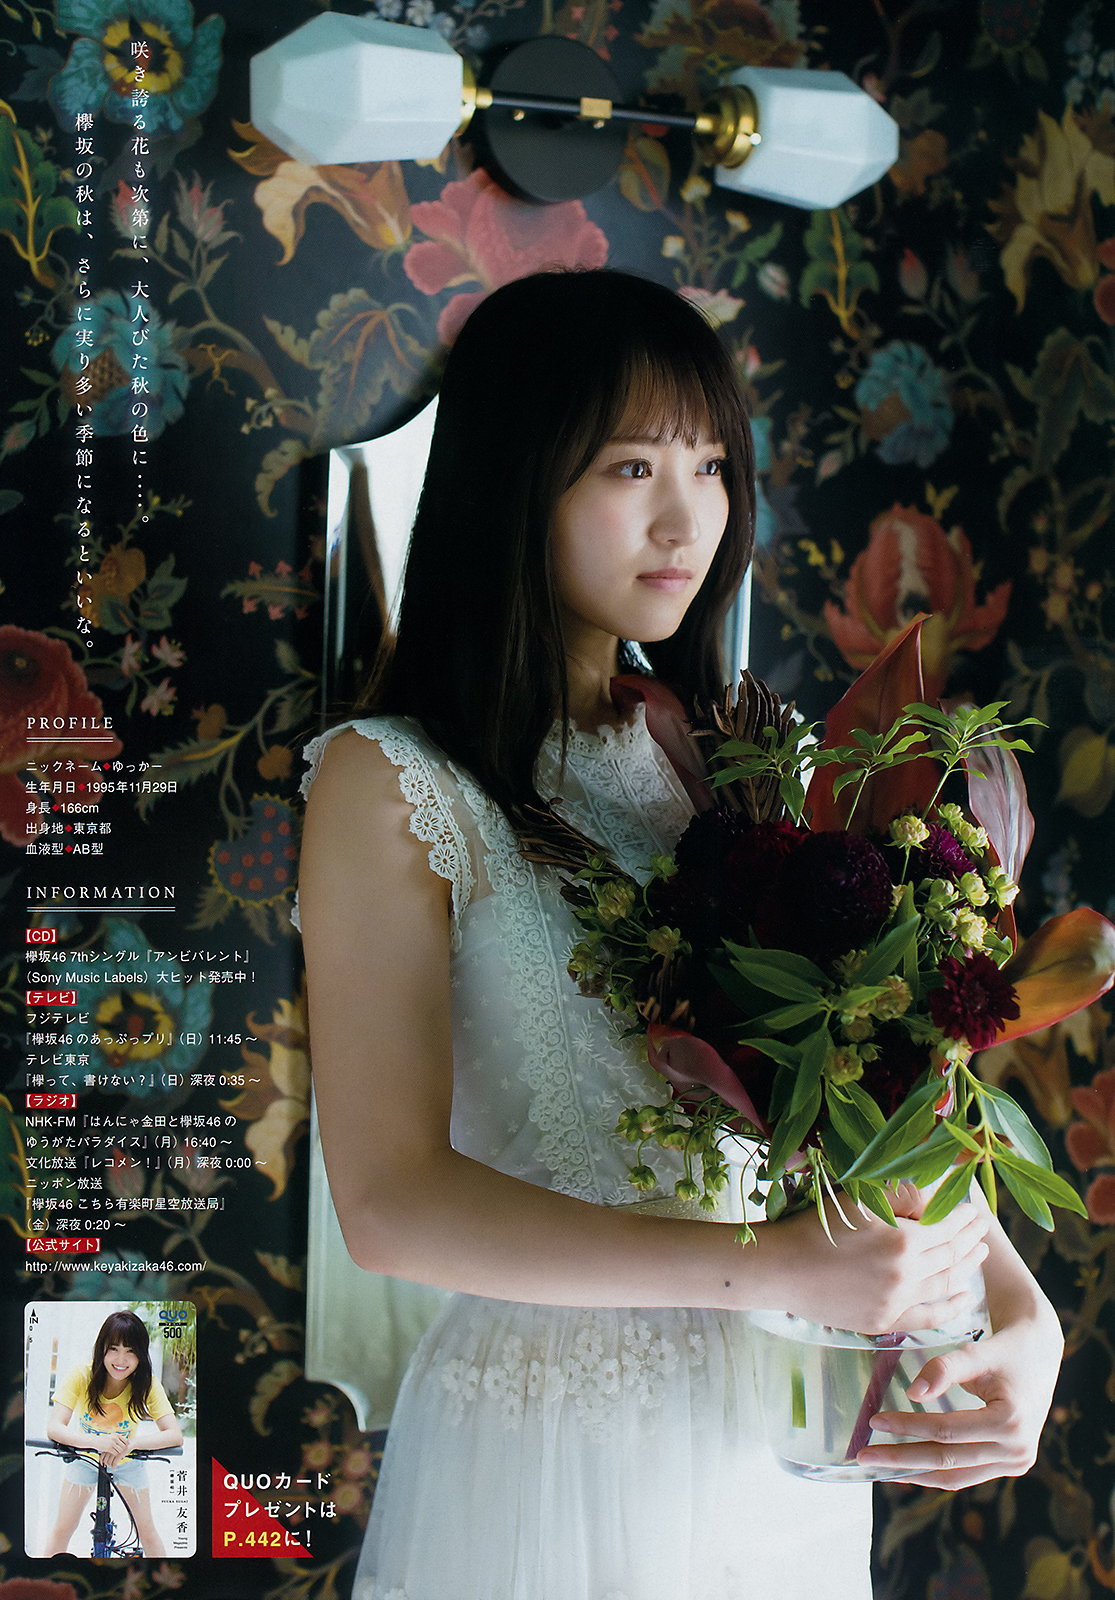 咲き誇る花も次第に、大人びた秋の色に‥‥。
欅坂の秋は、さらに実り多い季節になるといいな。
PROFILE
ニックネーム◆ゆっかー
生年月日◆1995年11月29日
身長◆166cm
出身地◆東京都
血液型◆AB型
INFORMATION
【CD】
欅坂46 7thシングル『アンビバレント』
（Sony Music Labels）大ヒット発売中！
【テレビ】
フジテレビ
『欅坂46 のあっぷっプリ』（日）11:45 〜
テレビ東京
『欅って、書けない？』（日）深夜 0:35 〜
【ラジオ】
NHK-FM『はんにゃ金田と欅坂46 の
ゆうがたパラダイス』（月）16:40 〜
文化放送『レコメン！』（月）深夜 0:00 〜
ニッポン放送
『欅坂46 こちら有楽町星空放送局』
（金）深夜 0:20 〜
【公式サイト】
http://www.keyakizaka46.com/
IN
QUO
500
菅井友香
［欅坂46］
YUUKA SUGAI
Young
Magazine
Presents
QUOカード
プレゼントは
P.442に！